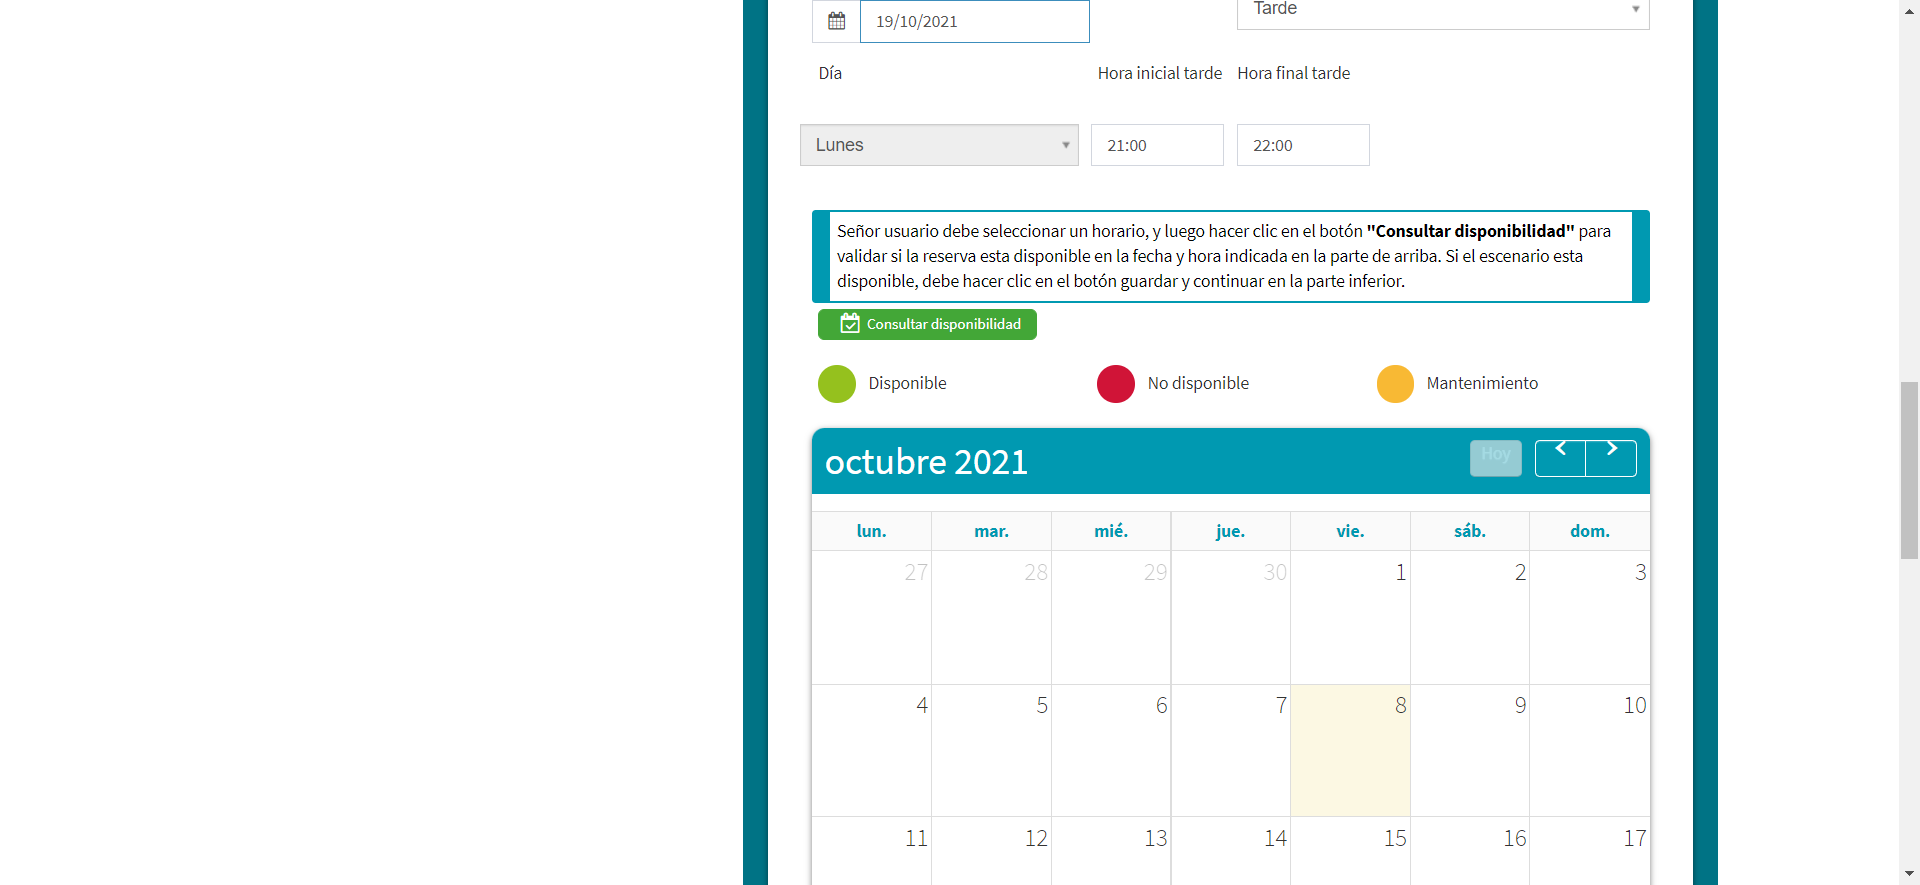 19/10/2021
Tarde
Día
Hora inicial tarde
Hora final tarde
Lunes
21:00
22:00
Señor usuario debe seleccionar un horario, y luego hacer clic en el botón "Consultar disponibilidad" para
validar si la reserva esta disponible en la fecha y hora indicada en la parte de arriba. Si el escenario esta
disponible, debe hacer clic en el botón guardar y continuar en la parte inferior.
Consultar disponibilidad
Disponible
No disponible
Mantenimiento
octubre 2021
Hoy
lun. mar. mié. jue. vie. sáb. dom.
27 28 29 30 1 2 3
4 5 6 7 8 9 10
11 12 13 14 15 16 17